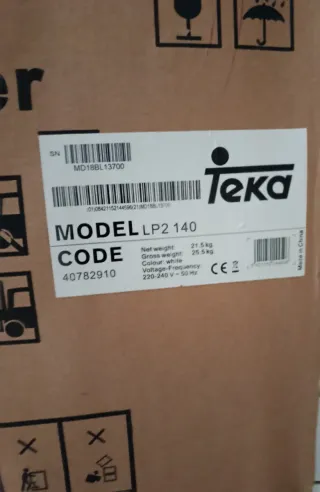 er
SN
MD18BL13700
Teka
MODEL LP2 140
CODE
40782910
Net weight: 21,5 kg.
Gross weight: 25,5 kg.
Colour: white
Voltage-Frequency:
220-240 V ~ 50 Hz
CE
Made in China